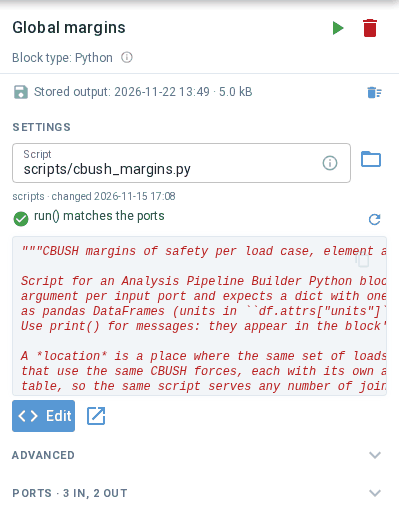 Global margins
Block type: Python
Stored output: 2026-11-22 13:49 · 5.0 kB
SETTINGS
Script
scripts/cbush_margins.py
scripts · changed 2026-11-15 17:08
run() matches the ports
"""CBUSH margins of safety per load case, element a
Script for an Analysis Pipeline Builder Python bloc
argument per input port and expects a dict with one
as pandas DataFrames (units in ``df.attrs["units"]`
Use print() for messages: they appear in the block'
A *location* is a place where the same set of loads
that use the same CBUSH forces, each with its own a
table, so the same script serves any number of join
<> Edit
ADVANCED
PORTS · 3 IN, 2 OUT